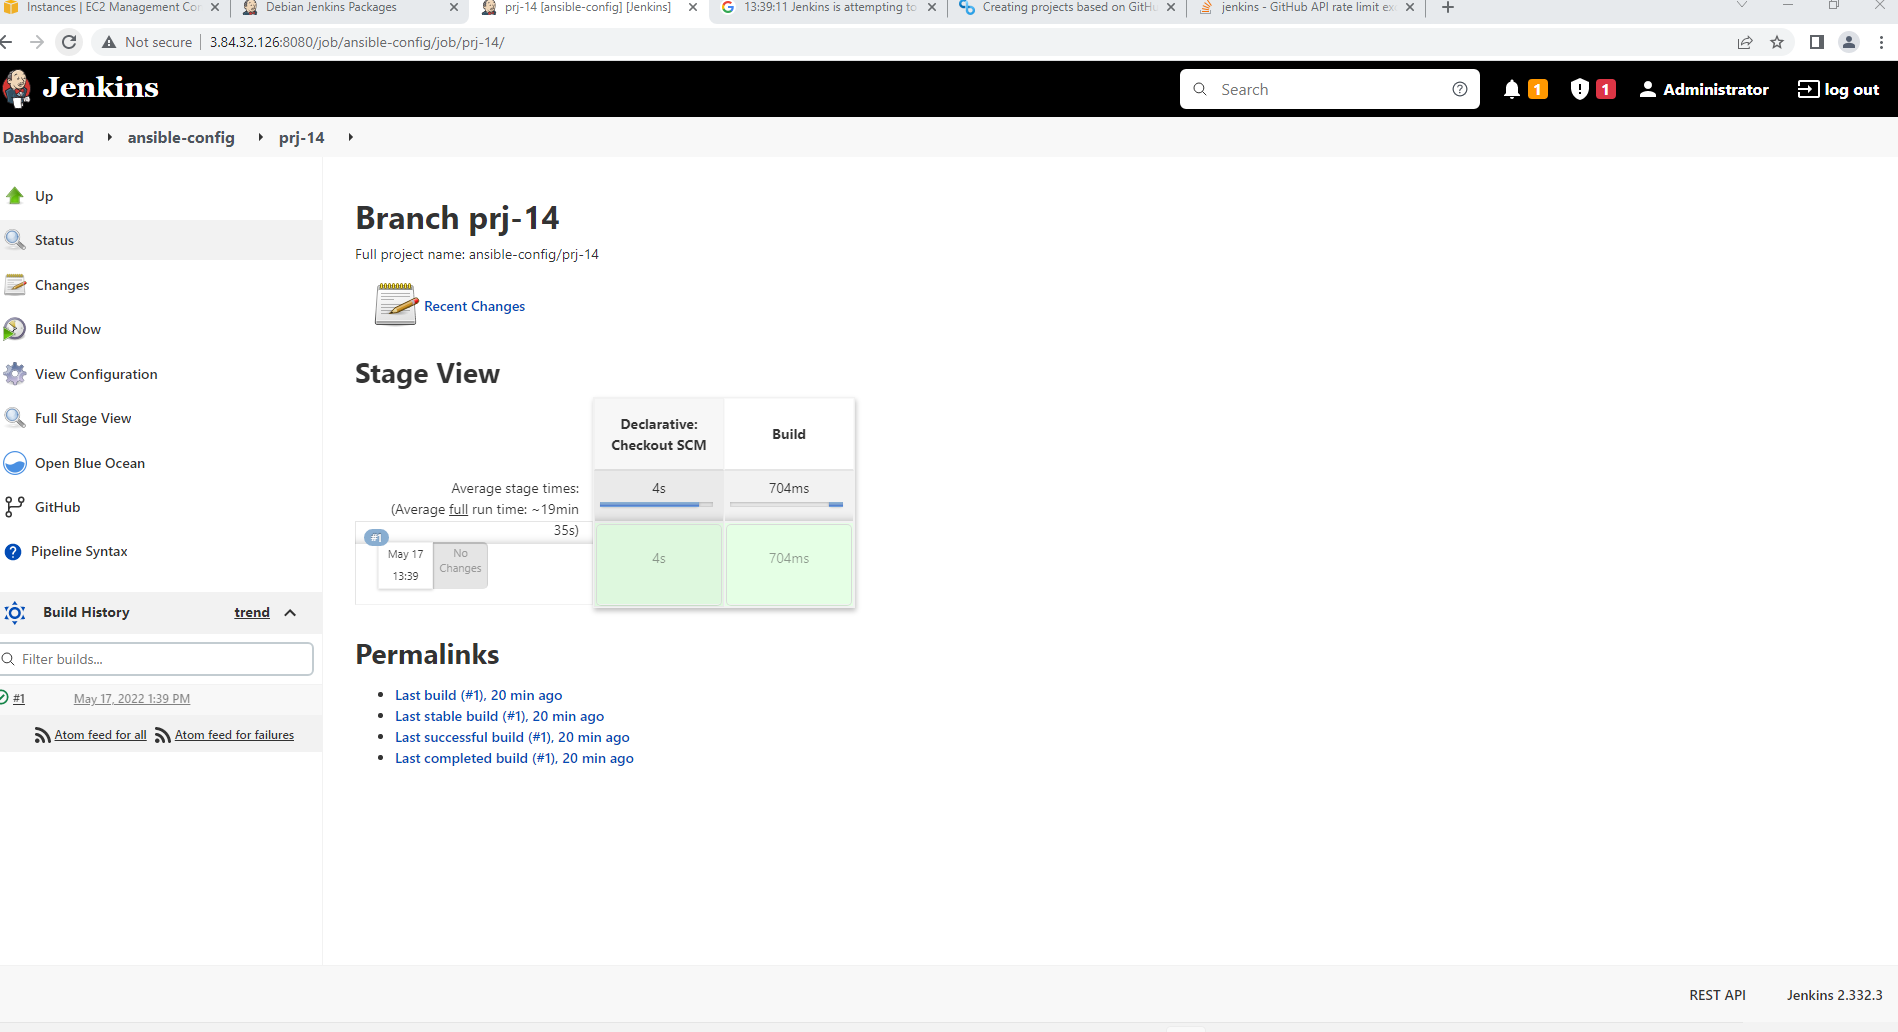 Instances | EC2 Management Con
Debian Jenkins Packages
prj-14 [ansible-config] [Jenkins]
13:39:11 Jenkins is attempting to
Creating projects based on GitHu
jenkins - GitHub API rate limit ex
Not secure
3.84.32.126:8080/job/ansible-config/job/prj-14/
Jenkins
Search
1
1
Administrator
log out
Dashboard
ansible-config
prj-14
Up
Status
Changes
Build Now
View Configuration
Full Stage View
Open Blue Ocean
GitHub
Pipeline Syntax
Build History
trend
Filter builds...
#1
May 17, 2022 1:39 PM
Atom feed for all
Atom feed for failures
Branch prj-14
Full project name: ansible-config/prj-14
Recent Changes
Stage View
Declarative:
Checkout SCM
Build
Average stage times:
(Average full run time: ~19min
35s)
4s
704ms
#1
May 17
13:39
No
Changes
4s
704ms
Permalinks
Last build (#1), 20 min ago
Last stable build (#1), 20 min ago
Last successful build (#1), 20 min ago
Last completed build (#1), 20 min ago
REST API
Jenkins 2.332.3